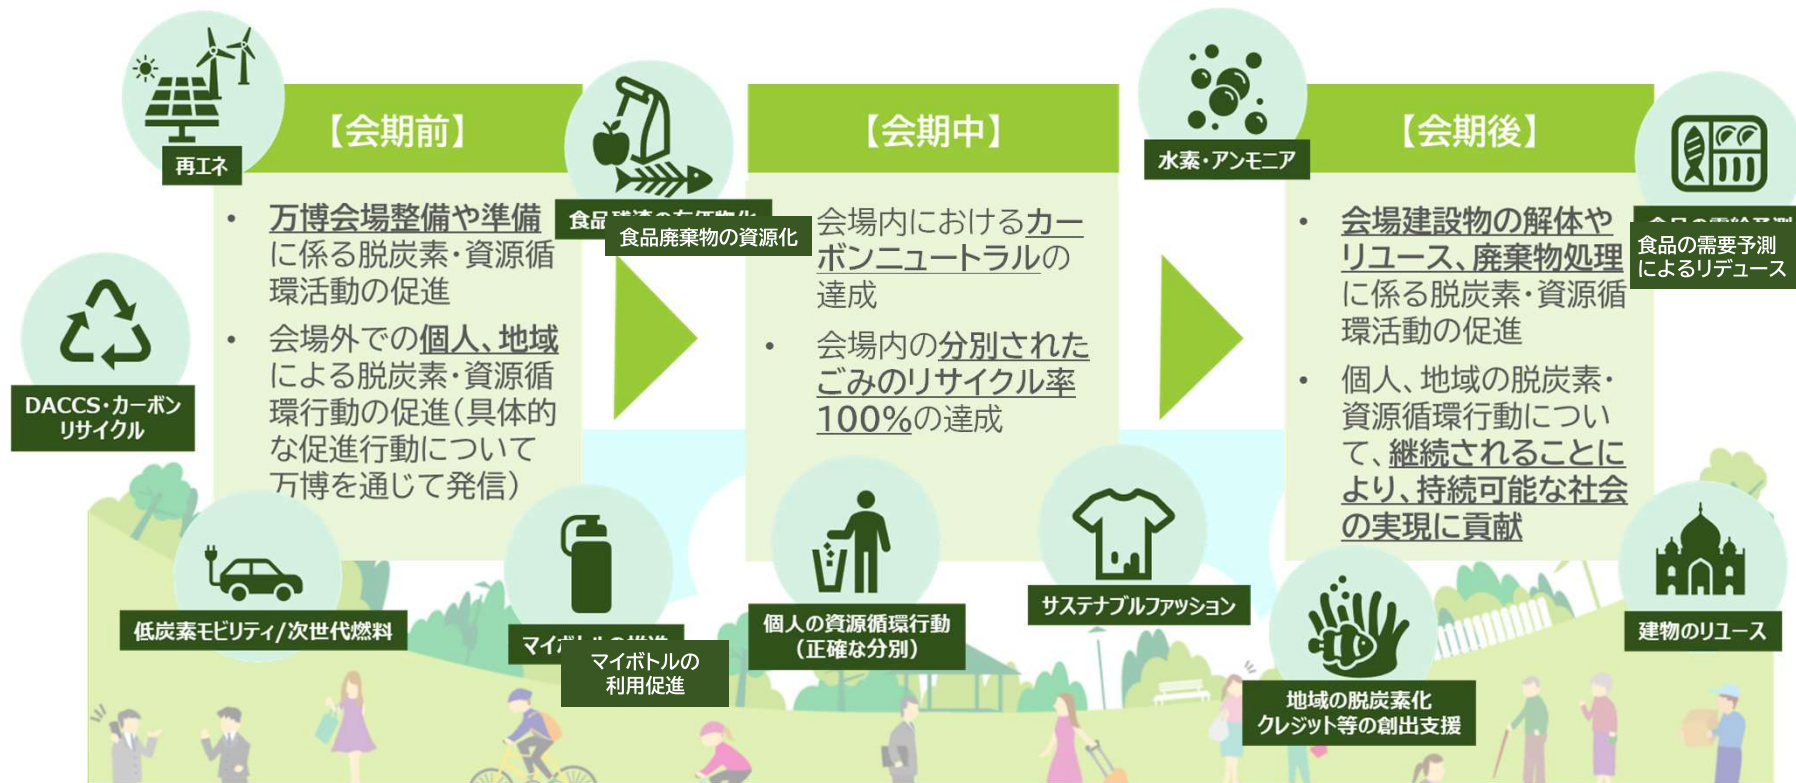 再エネ
【会期前】
• 万博会場整備や準備
に係る脱炭素・資源循
環活動の促進
• 会場外での個人、地域
による脱炭素・資源循
環行動の促進（具体的
な促進行動について
万博を通じて発信）
食品廃棄物の資源化
【会期中】
会場内におけるカー
ボンニュートラルの
達成
• 会場内の分別された
ごみのリサイクル率
100%の達成
水素・アンモニア
【会期後】
• 会場建設物の解体や
リユース、廃棄物処理
に係る脱炭素・資源循
環活動の促進
• 個人、地域の脱炭素・
資源循環行動につい
て、継続されることに
より、持続可能な社会
の実現に貢献
食品の需要予測
によるリデュース
DACCS・カーボン
リサイクル
低炭素モビリティ/次世代燃料
マイボトルの
利用促進
個人の資源循環行動
（正確な分別）
サステナブルファッション
地域の脱炭素化
クレジット等の創出支援
建物のリユース